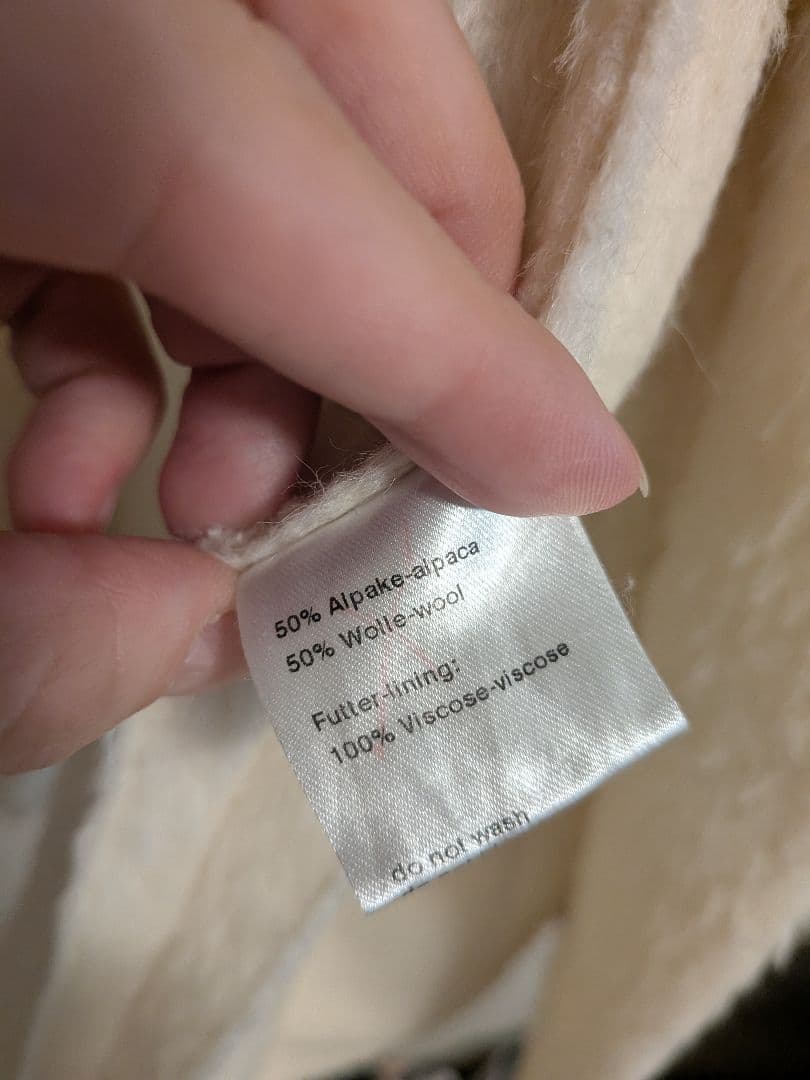 50% Alpake-alpaca
50% Wolle-wool
Futter-lining:
100% Viscose-viscose
do not wash